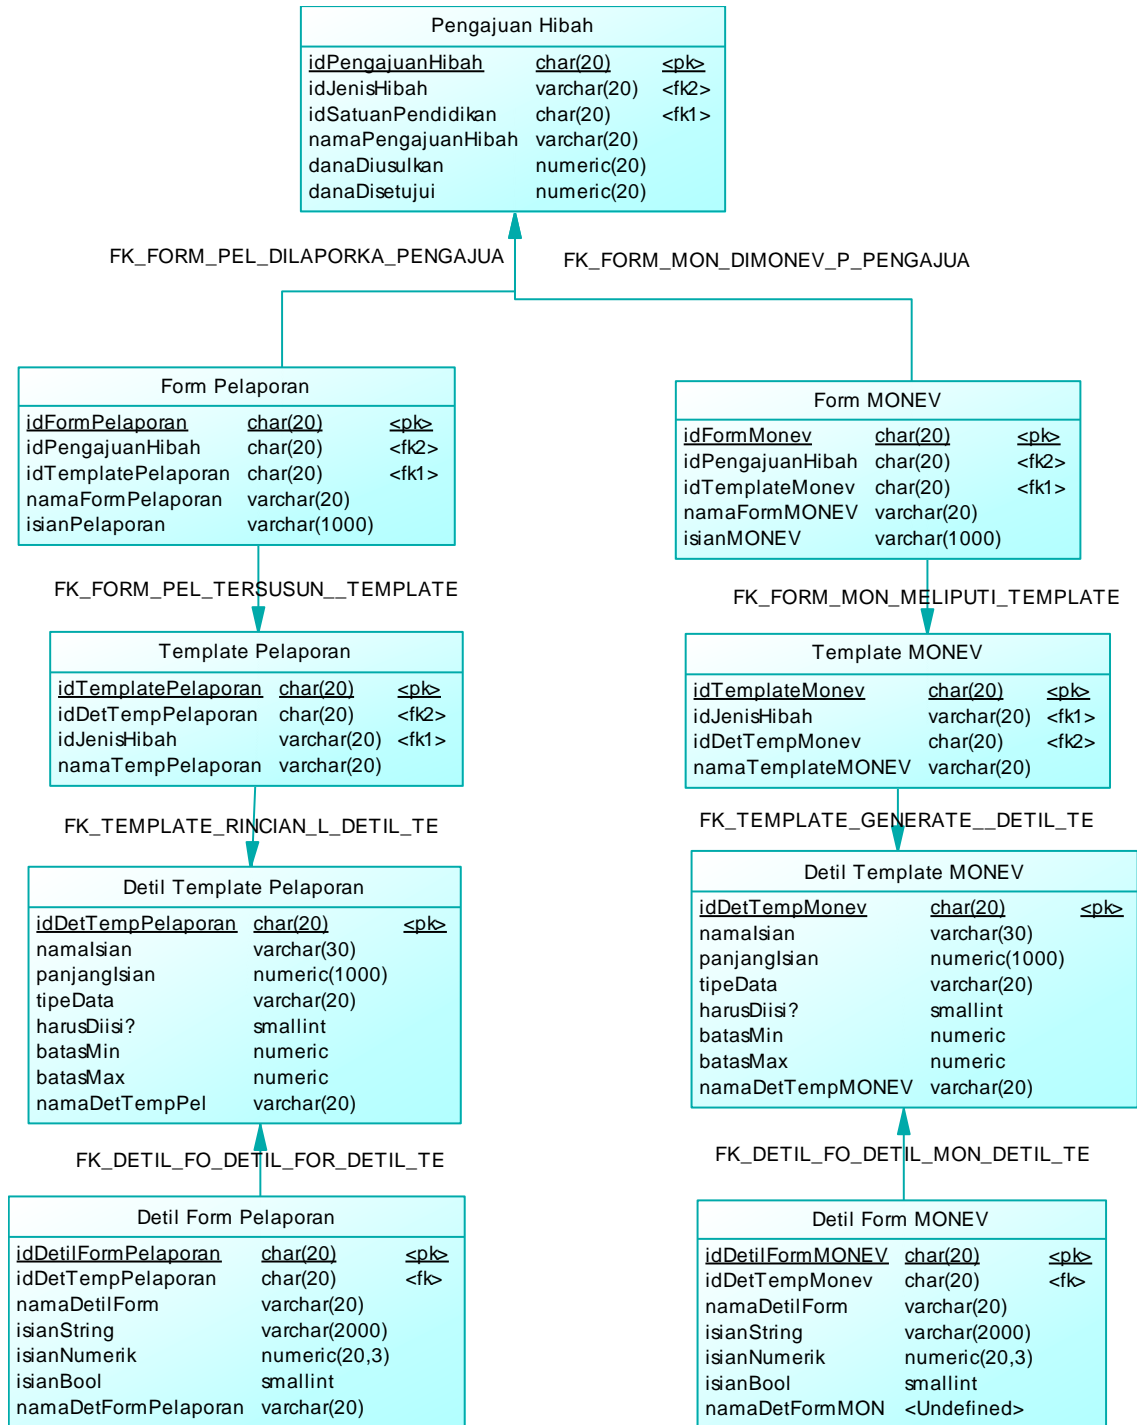 Pengajuan Hibah
idPengajuanHibah char(20) <pk>
idJenisHibah varchar(20) <fk2>
idSatuanPendidikan char(20) <fk1>
namaPengajuanHibah varchar(20)
danaDiusulkan numeric(20)
danaDisetujui numeric(20)
FK_FORM_PEL_DILAPORKA_PENGAJUA
FK_FORM_MON_DIMONEV_P_PENGAJUA
Form Pelaporan
idFormPelaporan char(20) <pk>
idPengajuanHibah char(20) <fk2>
idTemplatePelaporan char(20) <fk1>
namaFormPelaporan varchar(20)
isianPelaporan varchar(1000)
Form MONEV
idFormMonev char(20) <pk>
idPengajuanHibah char(20) <fk2>
idTemplateMonev char(20) <fk1>
namaFormMONEV varchar(20)
isianMONEV varchar(1000)
FK_FORM_PEL_TERSUSUN__TEMPLATE
FK_FORM_MON_MELIPUTI_TEMPLATE
Template Pelaporan
idTemplatePelaporan char(20) <pk>
idDetTempPelaporan char(20) <fk2>
idJenisHibah varchar(20) <fk1>
namaTempPelaporan varchar(20)
Template MONEV
idTemplateMonev char(20) <pk>
idJenisHibah varchar(20) <fk1>
idDetTempMonev char(20) <fk2>
namaTemplateMONEV varchar(20)
FK_TEMPLATE_RINCIAN_L_DETIL_TE
FK_TEMPLATE_GENERATE__DETIL_TE
Detil Template Pelaporan
idDetTempPelaporan char(20) <pk>
namaIsian varchar(30)
panjangIsian numeric(1000)
tipeData varchar(20)
harusDiisi? smallint
batasMin numeric
batasMax numeric
namaDetTempPel varchar(20)
Detil Template MONEV
idDetTempMonev char(20) <pk>
namaIsian varchar(30)
panjangIsian numeric(1000)
tipeData varchar(20)
harusDiisi? smallint
batasMin numeric
batasMax numeric
namaDetTempMONEV varchar(20)
FK_DETIL_FO_DETIL_FOR_DETIL_TE
FK_DETIL_FO_DETIL_MON_DETIL_TE
Detil Form Pelaporan
idDetilFormPelaporan char(20) <pk>
idDetTempPelaporan char(20) <fk>
namaDetilForm varchar(20)
isianString varchar(2000)
isianNumerik numeric(20,3)
isianBool smallint
namaDetFormPelaporan varchar(20)
Detil Form MONEV
idDetilFormMONEV char(20) <pk>
idDetTempMonev char(20) <fk>
namaDetilForm varchar(20)
isianString varchar(2000)
isianNumerik numeric(20,3)
isianBool smallint
namaDetFormMON <Undefined>